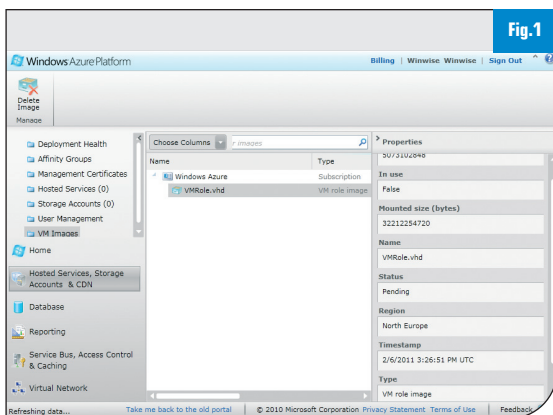 Fig.1
Windows Azure Platform
Billing | Winwise Winwise | Sign Out
Delete
Image
Manage
Deployment Health
Affinity Groups
Management Certificates
Hosted Services (0)
Storage Accounts (0)
User Management
VM Images
Home
Hosted Services, Storage
Accounts & CDN
Database
Reporting
Service Bus, Access Control
& Caching
Virtual Network
Choose Columns
r images
Name
Type
Windows Azure
Subscription
VMRole.vhd
VM role image
Properties
5073102848
In use
False
Mounted size (bytes)
32212254720
Name
VMRole.vhd
Status
Pending
Region
North Europe
Timestamp
2/6/2011 3:26:51 PM UTC
Type
VM role image
Refreshing data...
Take me back to the old portal
© 2010 Microsoft Corporation Privacy Statement Terms of Use
Feedback